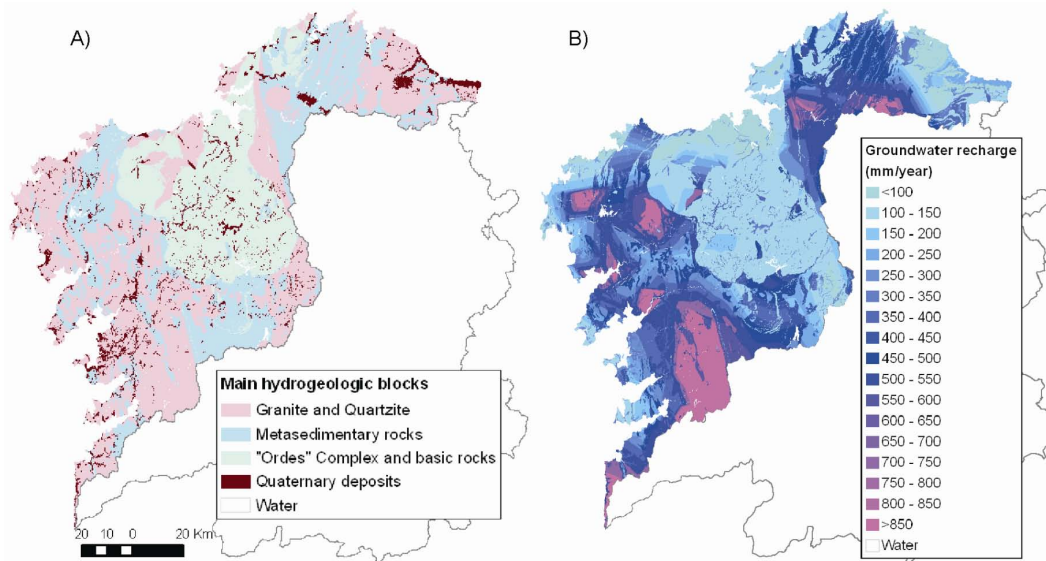 A)
Main hydrogeologic blocks
Granite and Quartzite
Metasedimentary rocks
"Ordes" Complex and basic rocks
Quaternary deposits
Water
20 10 0 20 Km
B)
Groundwater recharge
(mm/year)
<100
100 - 150
150 - 200
200 - 250
250 - 300
300 - 350
350 - 400
400 - 450
450 - 500
500 - 550
550 - 600
600 - 650
650 - 700
700 - 750
750 - 800
800 - 850
>850
Water